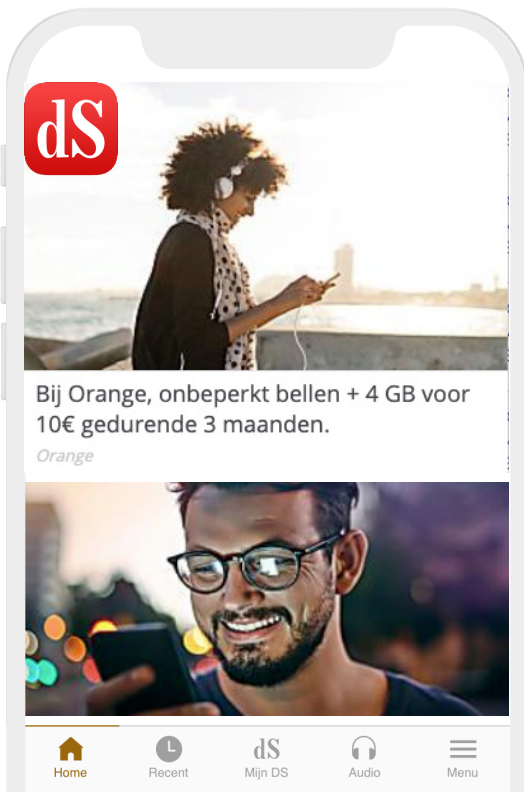 dS
Bij Orange, onbeperkt bellen + 4 GB voor
10€ gedurende 3 maanden.
Orange
Home Recent dS Mijn DS Audio Menu